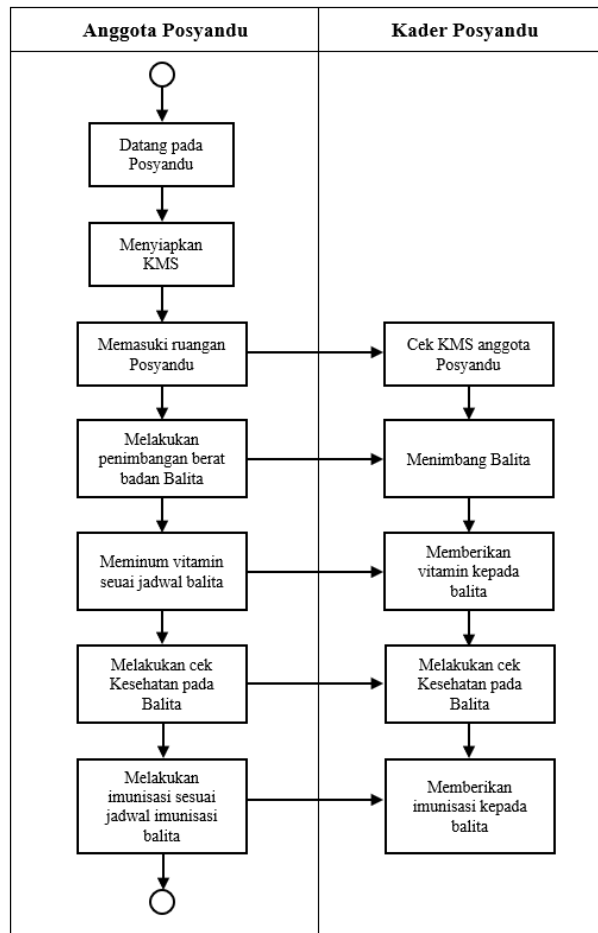 Anggota Posyandu
Kader Posyandu
Datang pada
Posyandu
Menyiapkan
KMS
Memasuki ruangan
Posyandu
Cek KMS anggota
Posyandu
Melakukan
penimbangan berat
badan Balita
Menimbang Balita
Meminum vitamin
seuai jadwal balita
Memberikan
vitamin kepada
balita
Melakukan cek
Kesehatan pada
Balita
Melakukan cek
Kesehatan pada
Balita
Melakukan
imunisasi sesuai
jadwal imunisasi
balita
Memberikan
imunisasi kepada
balita